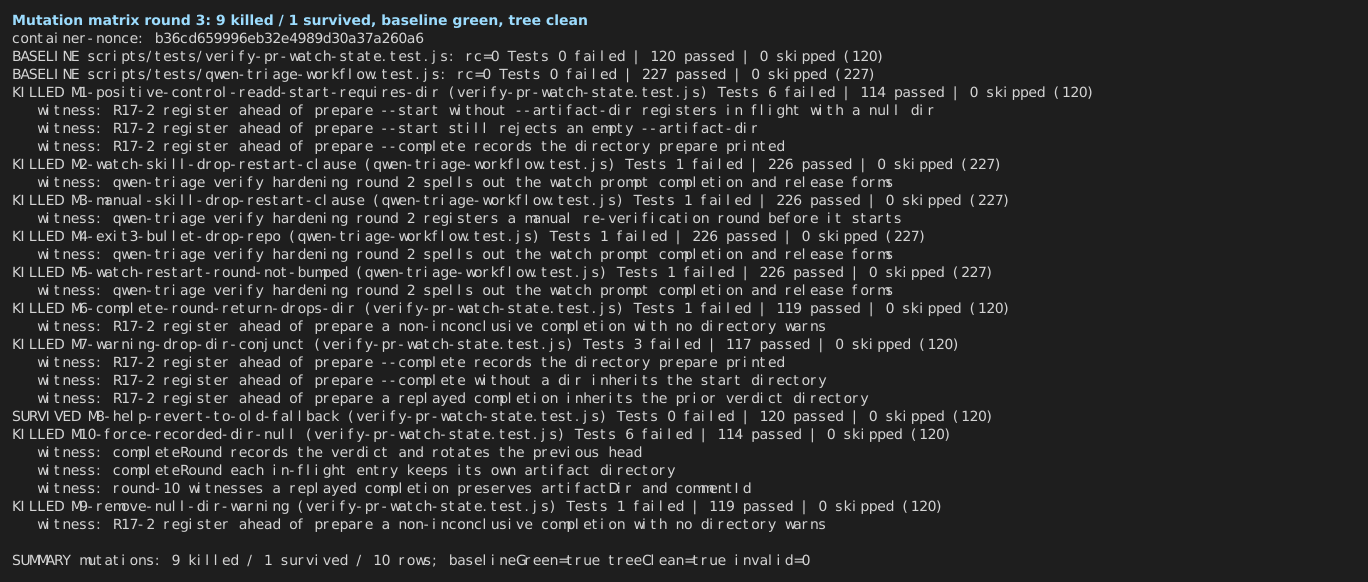 Mutation matrix round 3: 9 killed / 1 survived, baseline green, tree clean
container-nonce: b36cd659996eb32e4989d30a37a260a6
BASELINE scripts/tests/verify-pr-watch-state.test.js: rc=0 Tests 0 failed | 120 passed | 0 skipped (120)
BASELINE scripts/tests/qwen-triage-workflow.test.js: rc=0 Tests 0 failed | 227 passed | 0 skipped (227)
KILLED M1-positive-control-readd-start-requires-dir (verify-pr-watch-state.test.js) Tests 6 failed | 114 passed | 0 skipped (120)
witness: R17-2 register ahead of prepare --start without --artifact-dir registers in flight with a null dir
witness: R17-2 register ahead of prepare --start still rejects an empty --artifact-dir
witness: R17-2 register ahead of prepare --complete records the directory prepare printed
KILLED M2-watch-skill-drop-restart-clause (qwen-triage-workflow.test.js) Tests 1 failed | 226 passed | 0 skipped (227)
witness: qwen-triage verify hardening round 2 spells out the watch prompt completion and release forms
KILLED M3-manual-skill-drop-restart-clause (qwen-triage-workflow.test.js) Tests 1 failed | 226 passed | 0 skipped (227)
witness: qwen-triage verify hardening round 2 registers a manual re-verification round before it starts
KILLED M4-exit3-bullet-drop-repo (qwen-triage-workflow.test.js) Tests 1 failed | 226 passed | 0 skipped (227)
witness: qwen-triage verify hardening round 2 spells out the watch prompt completion and release forms
KILLED M5-watch-restart-round-not-bumped (qwen-triage-workflow.test.js) Tests 1 failed | 226 passed | 0 skipped (227)
witness: qwen-triage verify hardening round 2 spells out the watch prompt completion and release forms
KILLED M6-complete-round-return-drops-dir (verify-pr-watch-state.test.js) Tests 1 failed | 119 passed | 0 skipped (120)
witness: R17-2 register ahead of prepare a non-inconclusive completion with no directory warns
KILLED M7-warning-drop-dir-conjunct (verify-pr-watch-state.test.js) Tests 3 failed | 117 passed | 0 skipped (120)
witness: R17-2 register ahead of prepare --complete records the directory prepare printed
witness: R17-2 register ahead of prepare --complete without a dir inherits the start directory
witness: R17-2 register ahead of prepare a replayed completion inherits the prior verdict directory
SURVIVED M8-help-revert-to-old-fallback (verify-pr-watch-state.test.js) Tests 0 failed | 120 passed | 0 skipped (120)
KILLED M10-force-recorded-dir-null (verify-pr-watch-state.test.js) Tests 6 failed | 114 passed | 0 skipped (120)
witness: completeRound records the verdict and rotates the previous head
witness: completeRound each in-flight entry keeps its own artifact directory
witness: round-10 witnesses a replayed completion preserves artifactDir and commentId
KILLED M9-remove-null-dir-warning (verify-pr-watch-state.test.js) Tests 1 failed | 119 passed | 0 skipped (120)
witness: R17-2 register ahead of prepare a non-inconclusive completion with no directory warns
SUMMARY mutations: 9 killed / 1 survived / 10 rows; baselineGreen=true treeClean=true invalid=0